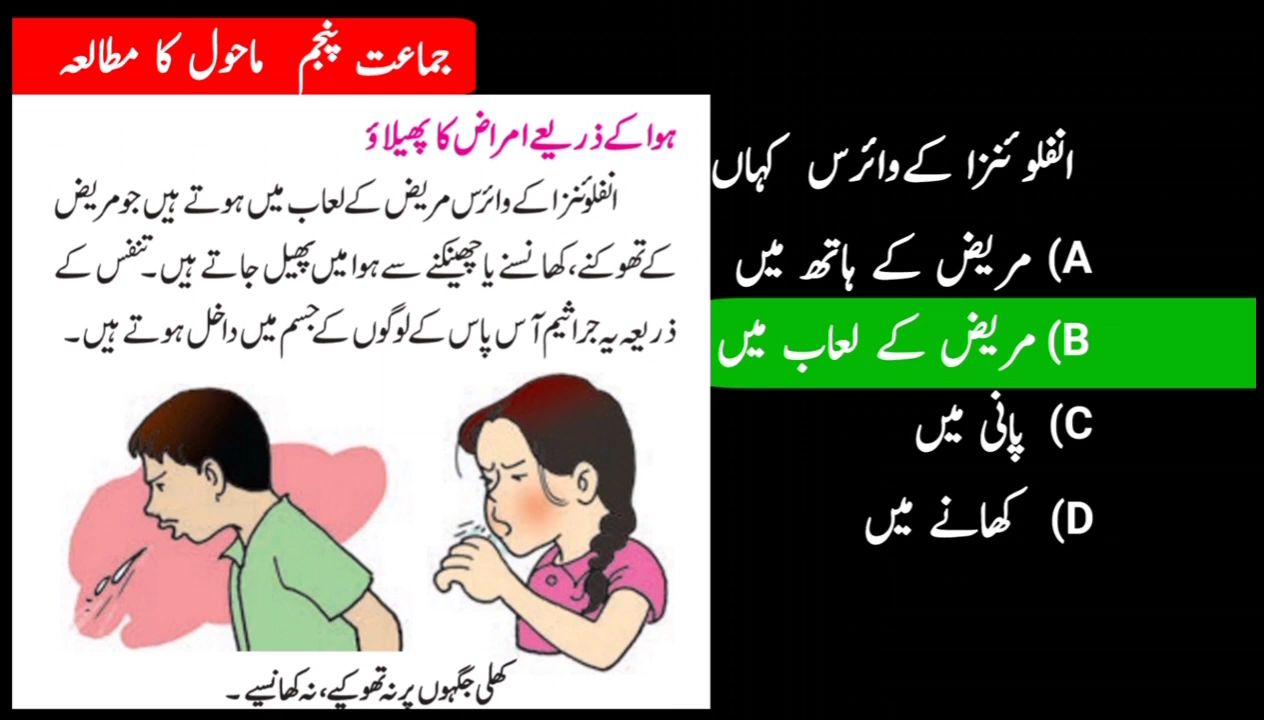 جماعت پنجم ماحول کا مطالعہ
ہوا کے ذریعے امراض کا پھیلاؤ
انفلوئنزا کے وائرس مریض کے لعاب میں ہوتے ہیں جو مریض
کے تھوکنے، کھانسنے یا چھینکنے سے ہوا میں پھیل جاتے ہیں۔ تنفس کے
ذریعہ یہ جراثیم آس پاس کے لوگوں کے جسم میں داخل ہوتے ہیں۔
کھلی جگہوں پر نہ تھوکیے، نہ کھانسیے۔
انفلوئنزا کے وائرس کہاں
A) مریض کے ہاتھ میں
B) مریض کے لعاب میں
C) پانی میں
D) کھانے میں